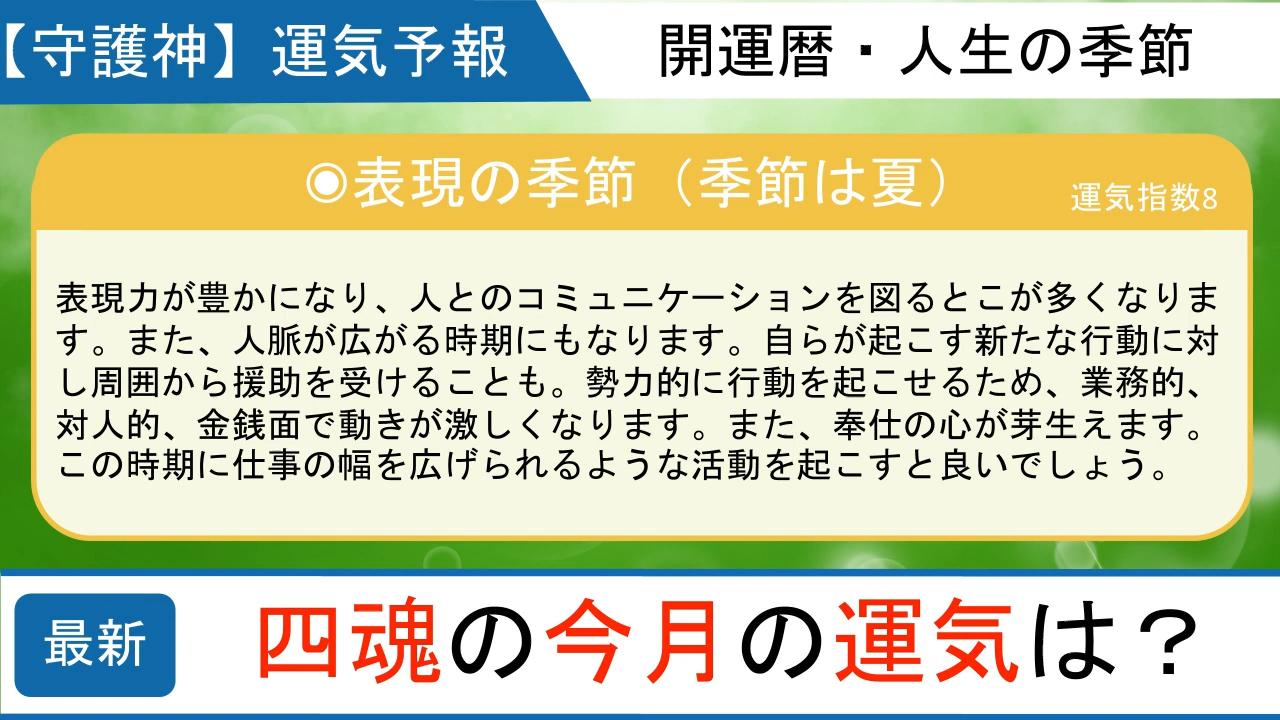 【守護神】運気予報
開運暦・人生の季節
◉表現の季節（季節は夏）
運気指数8
表現力が豊かになり、人とのコミュニケーションを図るとこが多くなりま
す。また、人脈が広がる時期にもなります。自らが起こす新たな行動に対
し周囲から援助を受けることも。勢力的に行動を起こせるため、業務的、
対人的、金銭面で動きが激しくなります。また、奉仕の心が芽生えます。
この時期に仕事の幅を広げられるような活動を起こすと良いでしょう。
最新
四魂の今月の運気は？